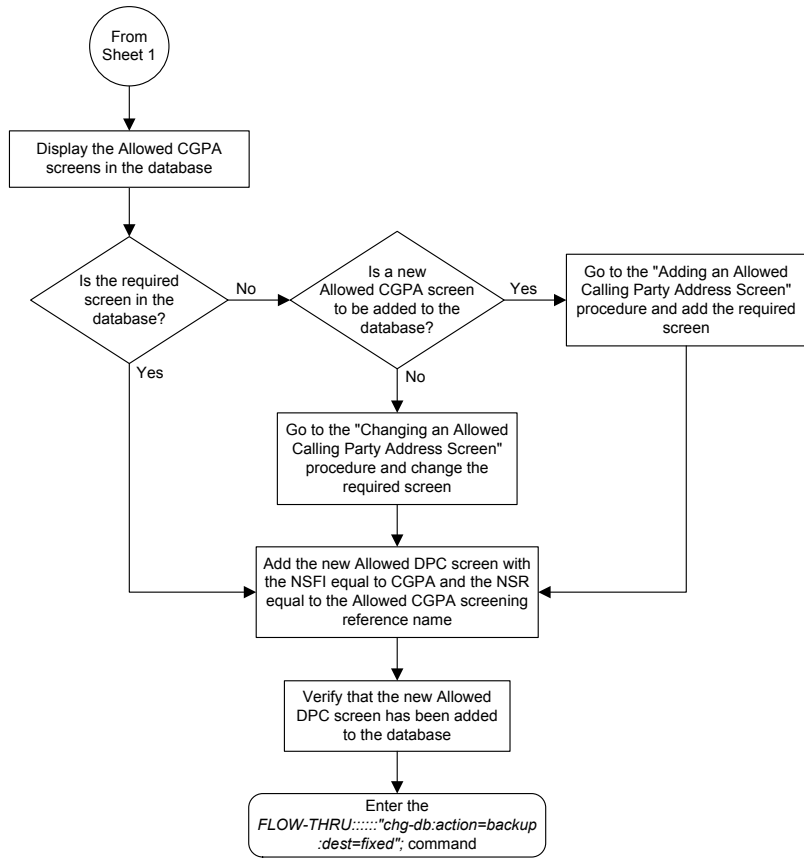 From
Sheet 1
Display the Allowed CGPA
screens in the database
Is the required
screen in the
database?
No
Yes
Is a new
Allowed CGPA screen
to be added to the
database?
Yes
No
Go to the "Adding an Allowed
Calling Party Address Screen"
procedure and add the required
screen
Go to the "Changing an Allowed
Calling Party Address Screen"
procedure and change the
required screen
Add the new Allowed DPC screen with
the NSFI equal to CGPA and the NSR
equal to the Allowed CGPA screening
reference name
Verify that the new Allowed
DPC screen has been added
to the database
Enter the
FLOW-THRU::::::"chg-db:action=backup
:dest=fixed"; command